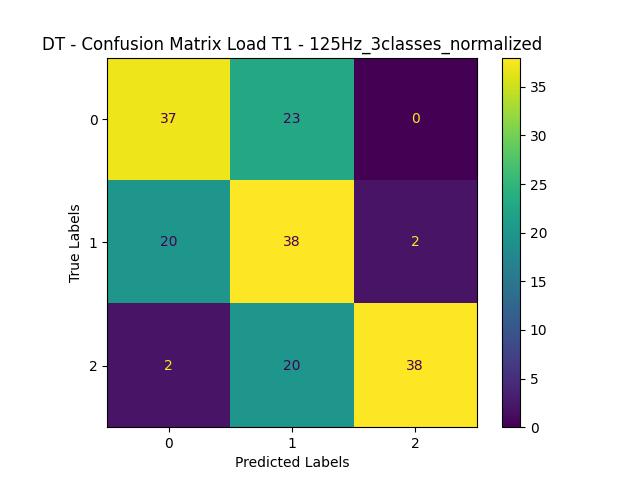 DT - Confusion Matrix Load T1 - 125Hz_3classes_normalized
0 37 23 0
1 20 38 2
2 2 20 38
0 1 2
True Labels
Predicted Labels
35
30
25
20
15
10
5
0